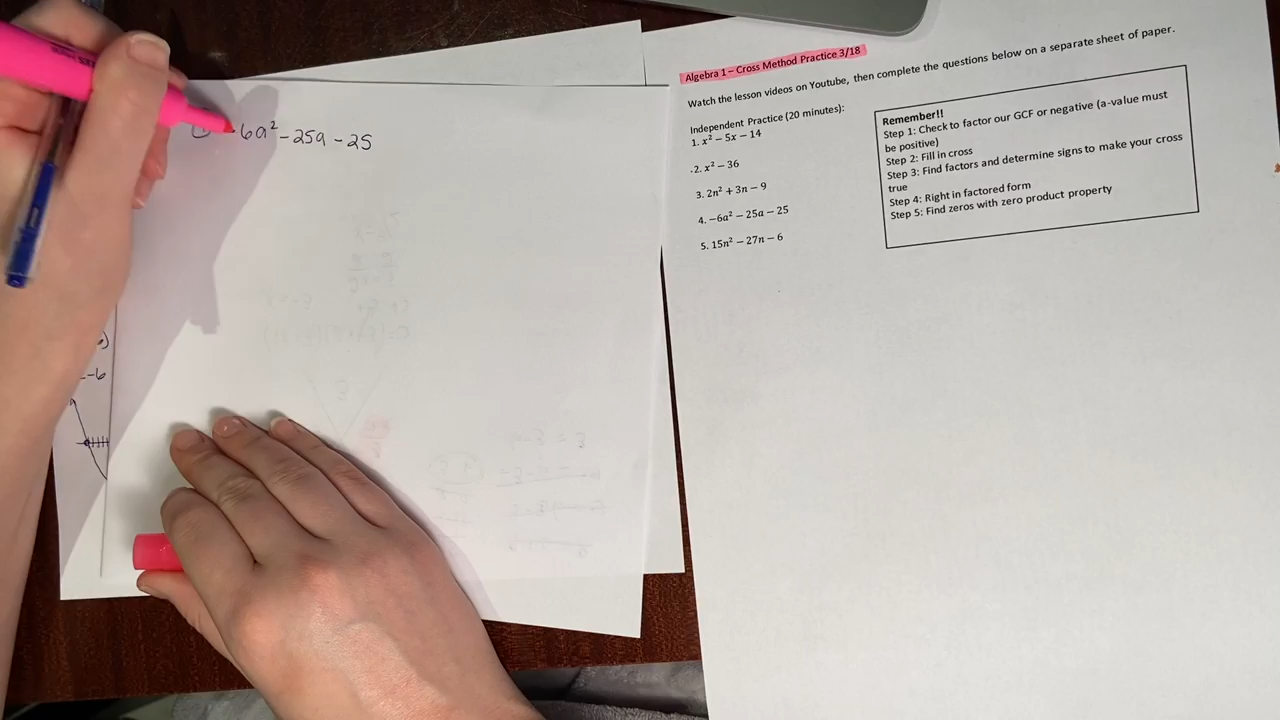 -6a² - 25a - 25
Algebra 1 – Cross Method Practice 3/18
Watch the lesson videos on Youtube, then complete the questions below on a separate sheet of paper.
Independent Practice (20 minutes):
1. x² – 5x – 14
2. x² – 36
3. 2n² + 3n – 9
4. –6a² – 25a – 25
5. 15n² – 27n – 6
Remember!!
Step 1: Check to factor our GCF or negative (a-value must
be positive)
Step 2: Fill in cross
Step 3: Find factors and determine signs to make your cross
true
Step 4: Right in factored form
Step 5: Find zeros with zero product property
-6